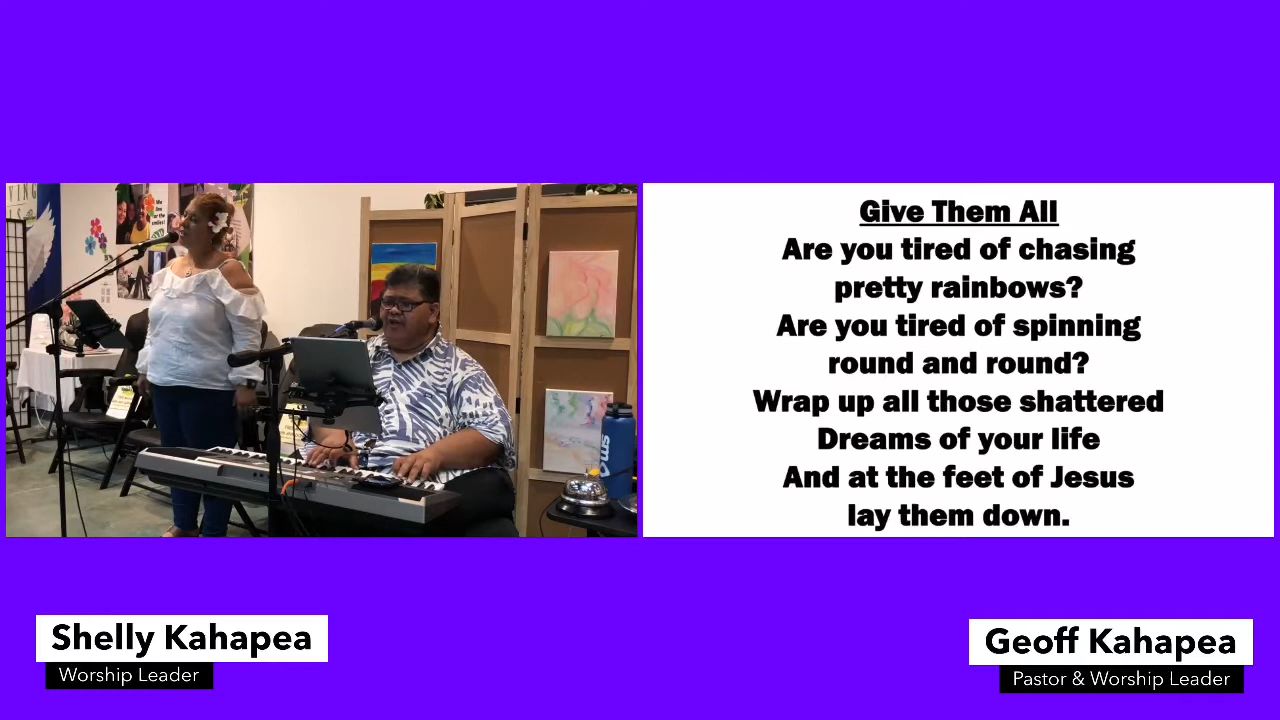 Give Them All
Are you tired of chasing
pretty rainbows?
Are you tired of spinning
round and round?
Wrap up all those shattered
Dreams of your life
And at the feet of Jesus
lay them down.
Shelly Kahapea
Worship Leader
Geoff Kahapea
Pastor & Worship Leader